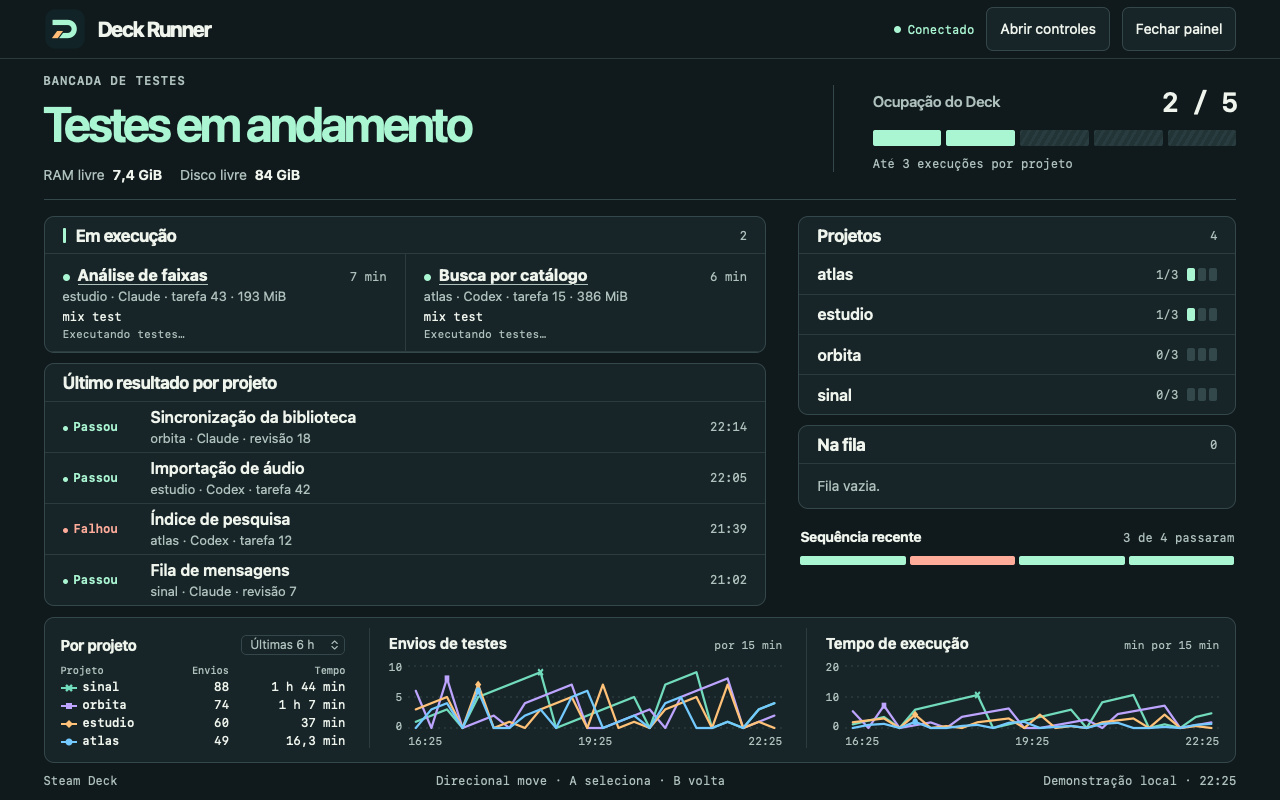 Deck Runner
Conectado
Abrir controles
Fechar painel
BANCADA DE TESTES
Testes em andamento
RAM livre 7,4 GiB Disco livre 84 GiB
Ocupação do Deck 2 / 5
Até 3 execuções por projeto
Em execução 2
Análise de faixas 7 min
estudio · Claude · tarefa 43 · 193 MiB
mix test
Executando testes…
Busca por catálogo 6 min
atlas · Codex · tarefa 15 · 386 MiB
mix test
Executando testes…
Último resultado por projeto
Passou Sincronização da biblioteca 22:14
orbita · Claude · revisão 18
Passou Importação de áudio 22:05
estudio · Codex · tarefa 42
Falhou Índice de pesquisa 21:39
atlas · Codex · tarefa 12
Passou Fila de mensagens 21:02
sinal · Claude · revisão 7
Projetos 4
atlas 1/3
estudio 1/3
orbita 0/3
sinal 0/3
Na fila 0
Fila vazia.
Sequência recente 3 de 4 passaram
Por projeto Últimas 6 h
Projeto Envios Tempo
sinal 88 1 h 44 min
orbita 74 1 h 7 min
estudio 60 37 min
atlas 49 16,3 min
Envios de testes por 15 min
10
5
0
16:25 19:25 22:25
Tempo de execução min por 15 min
20
10
0
16:25 19:25 22:25
Steam Deck
Direcional move · A seleciona · B volta
Demonstração local · 22:25